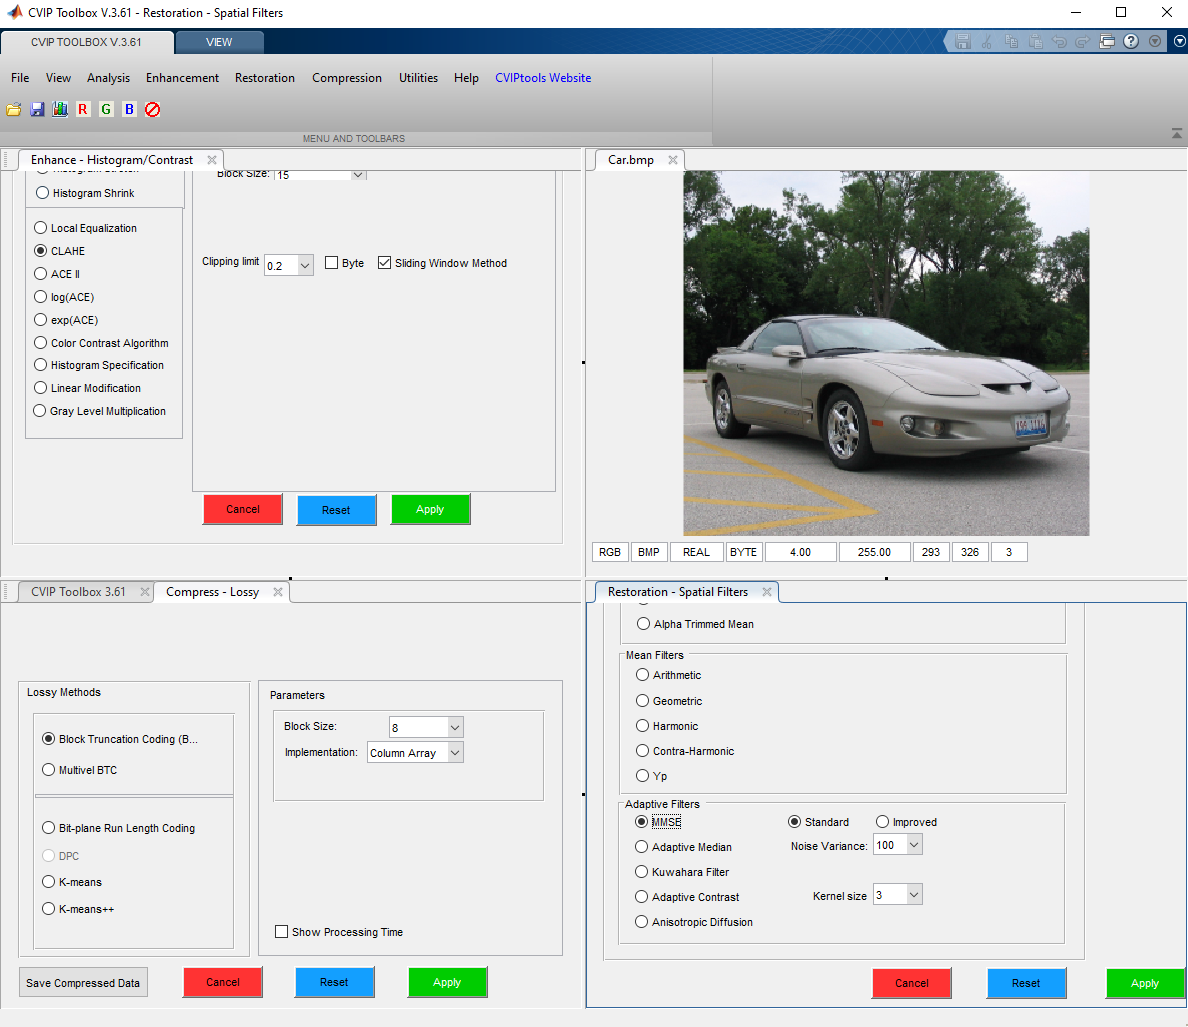 CVIP Toolbox V.3.61 - Restoration - Spatial Filters
CVIP TOOLBOX V.3.61 VIEW
File View Analysis Enhancement Restoration Compression Utilities Help CVIPtools Website
R G B
MENU AND TOOLBARS
Enhance - Histogram/Contrast
Histogram Stretch
Histogram Shrink
Local Equalization
CLAHE
ACE II
log(ACE)
exp(ACE)
Color Contrast Algorithm
Histogram Specification
Linear Modification
Gray Level Multiplication
Block Size: 15
Clipping limit 0.2 Byte Sliding Window Method
Cancel Reset Apply
Car.bmp
RGB BMP REAL BYTE 4.00 255.00 293 326 3
CVIP Toolbox 3.61 Compress - Lossy
Lossy Methods
Block Truncation Coding (B...
Multivel BTC
Bit-plane Run Length Coding
DPC
K-means
K-means++
Parameters
Block Size: 8
Implementation: Column Array
Show Processing Time
Save Compressed Data Cancel Reset Apply
Restoration - Spatial Filters
Alpha Trimmed Mean
Mean Filters
Arithmetic
Geometric
Harmonic
Contra-Harmonic
Yp
Adaptive Filters
MMSE Standard Improved
Adaptive Median Noise Variance: 100
Kuwahara Filter
Adaptive Contrast Kernel size 3
Anisotropic Diffusion
Cancel Reset Apply